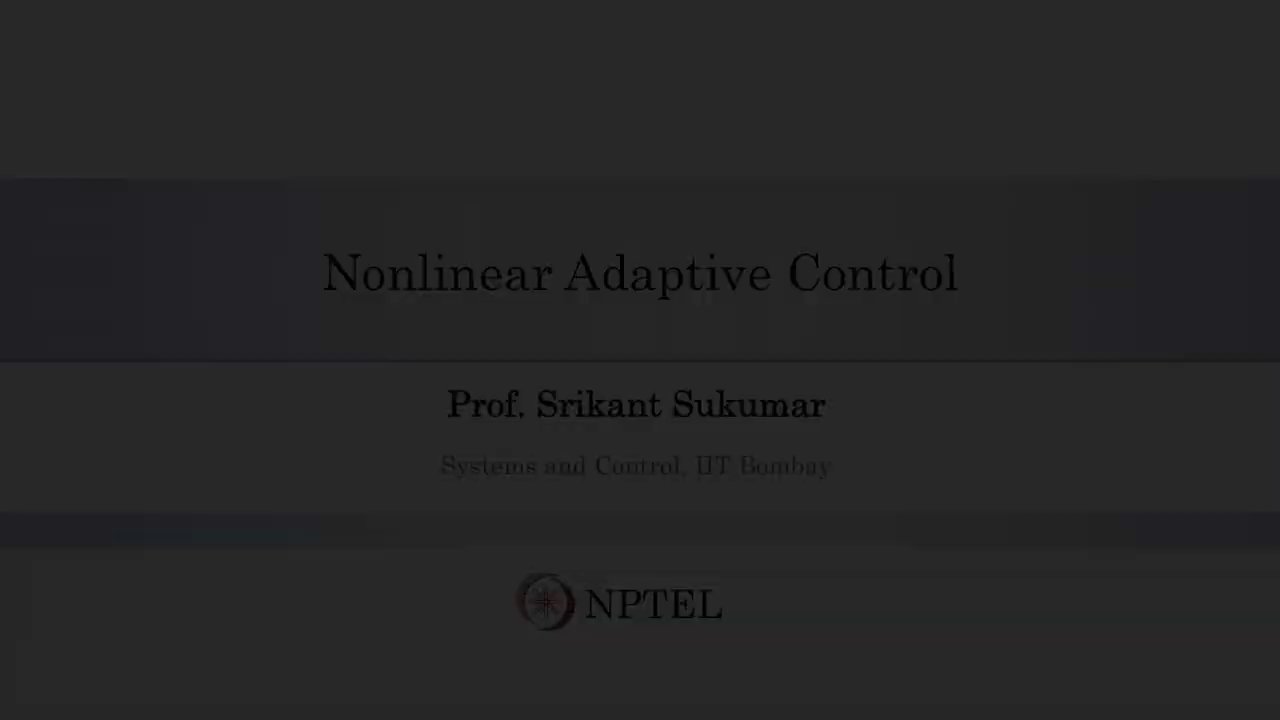 Nonlinear Adaptive Control
Prof. Srikant Sukumar
Systems and Control, IIT Bombay
NPTEL